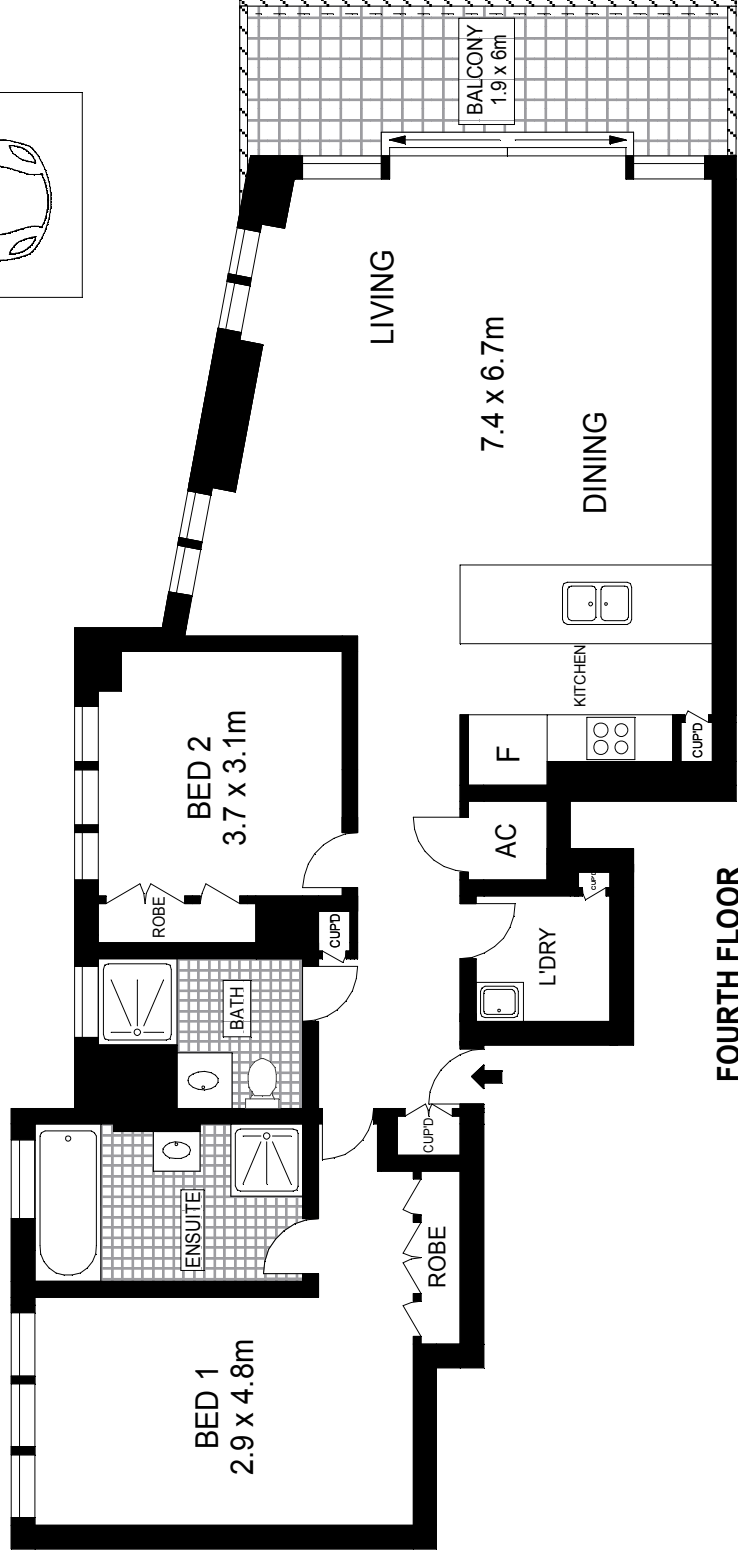 BALCONY
1.9 x 6m
LIVING
7.4 x 6.7m
DINING
KITCHEN
F
CUP'D
AC
BED 2
3.7 x 3.1m
ROBE
CUP'D
CUP'D
L'DRY
BATH
CUP'D
ENSUITE
ROBE
BED 1
2.9 x 4.8m
FOURTH FLOOR